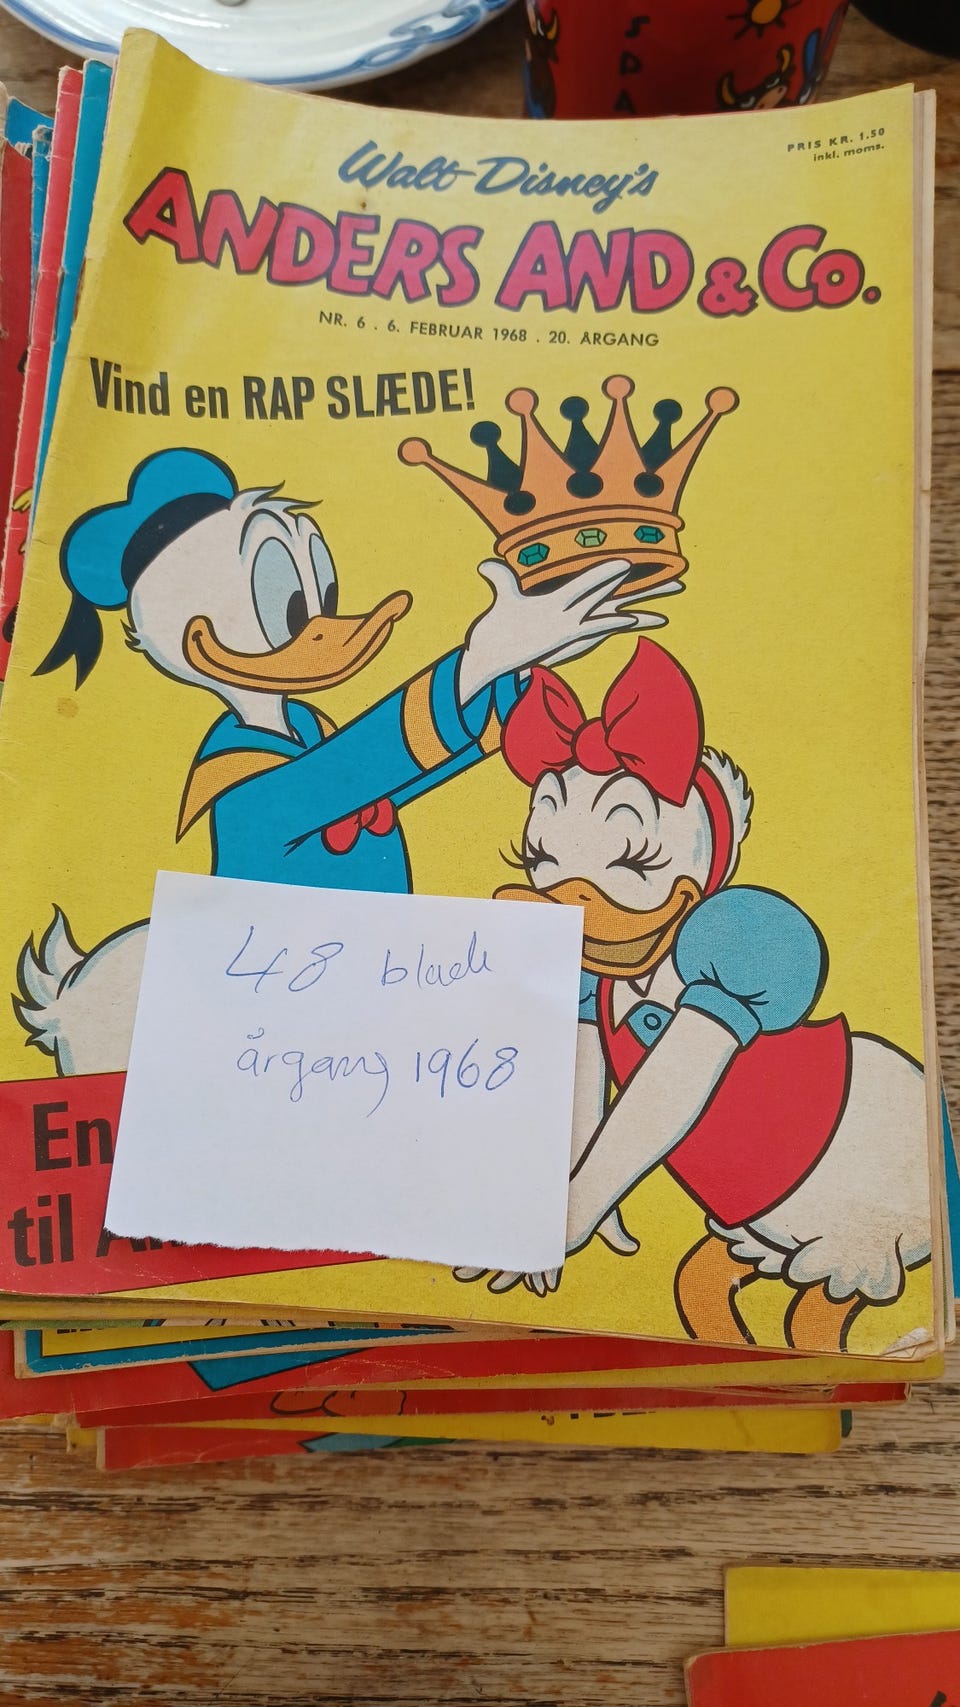 Walt Disney's
PRIS KR. 1.50
inkl. moms.
ANDERS AND & Co.
NR. 6 . 6. FEBRUAR 1968 . 20. ÅRGANG
Vind en RAP SLÆDE!
48 blade
årgang 1968
En
til